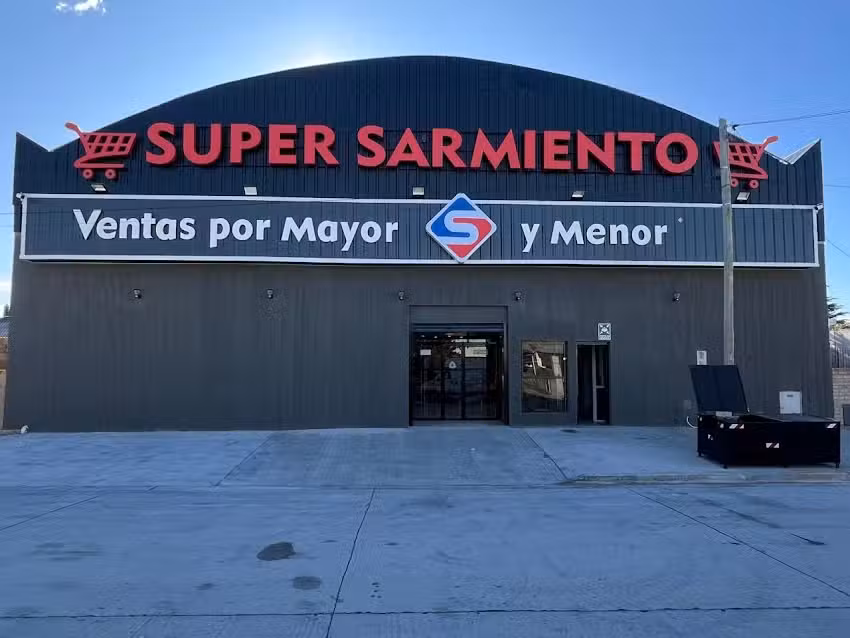 SUPER SARMIENTO
Ventas por Mayor S y Menor